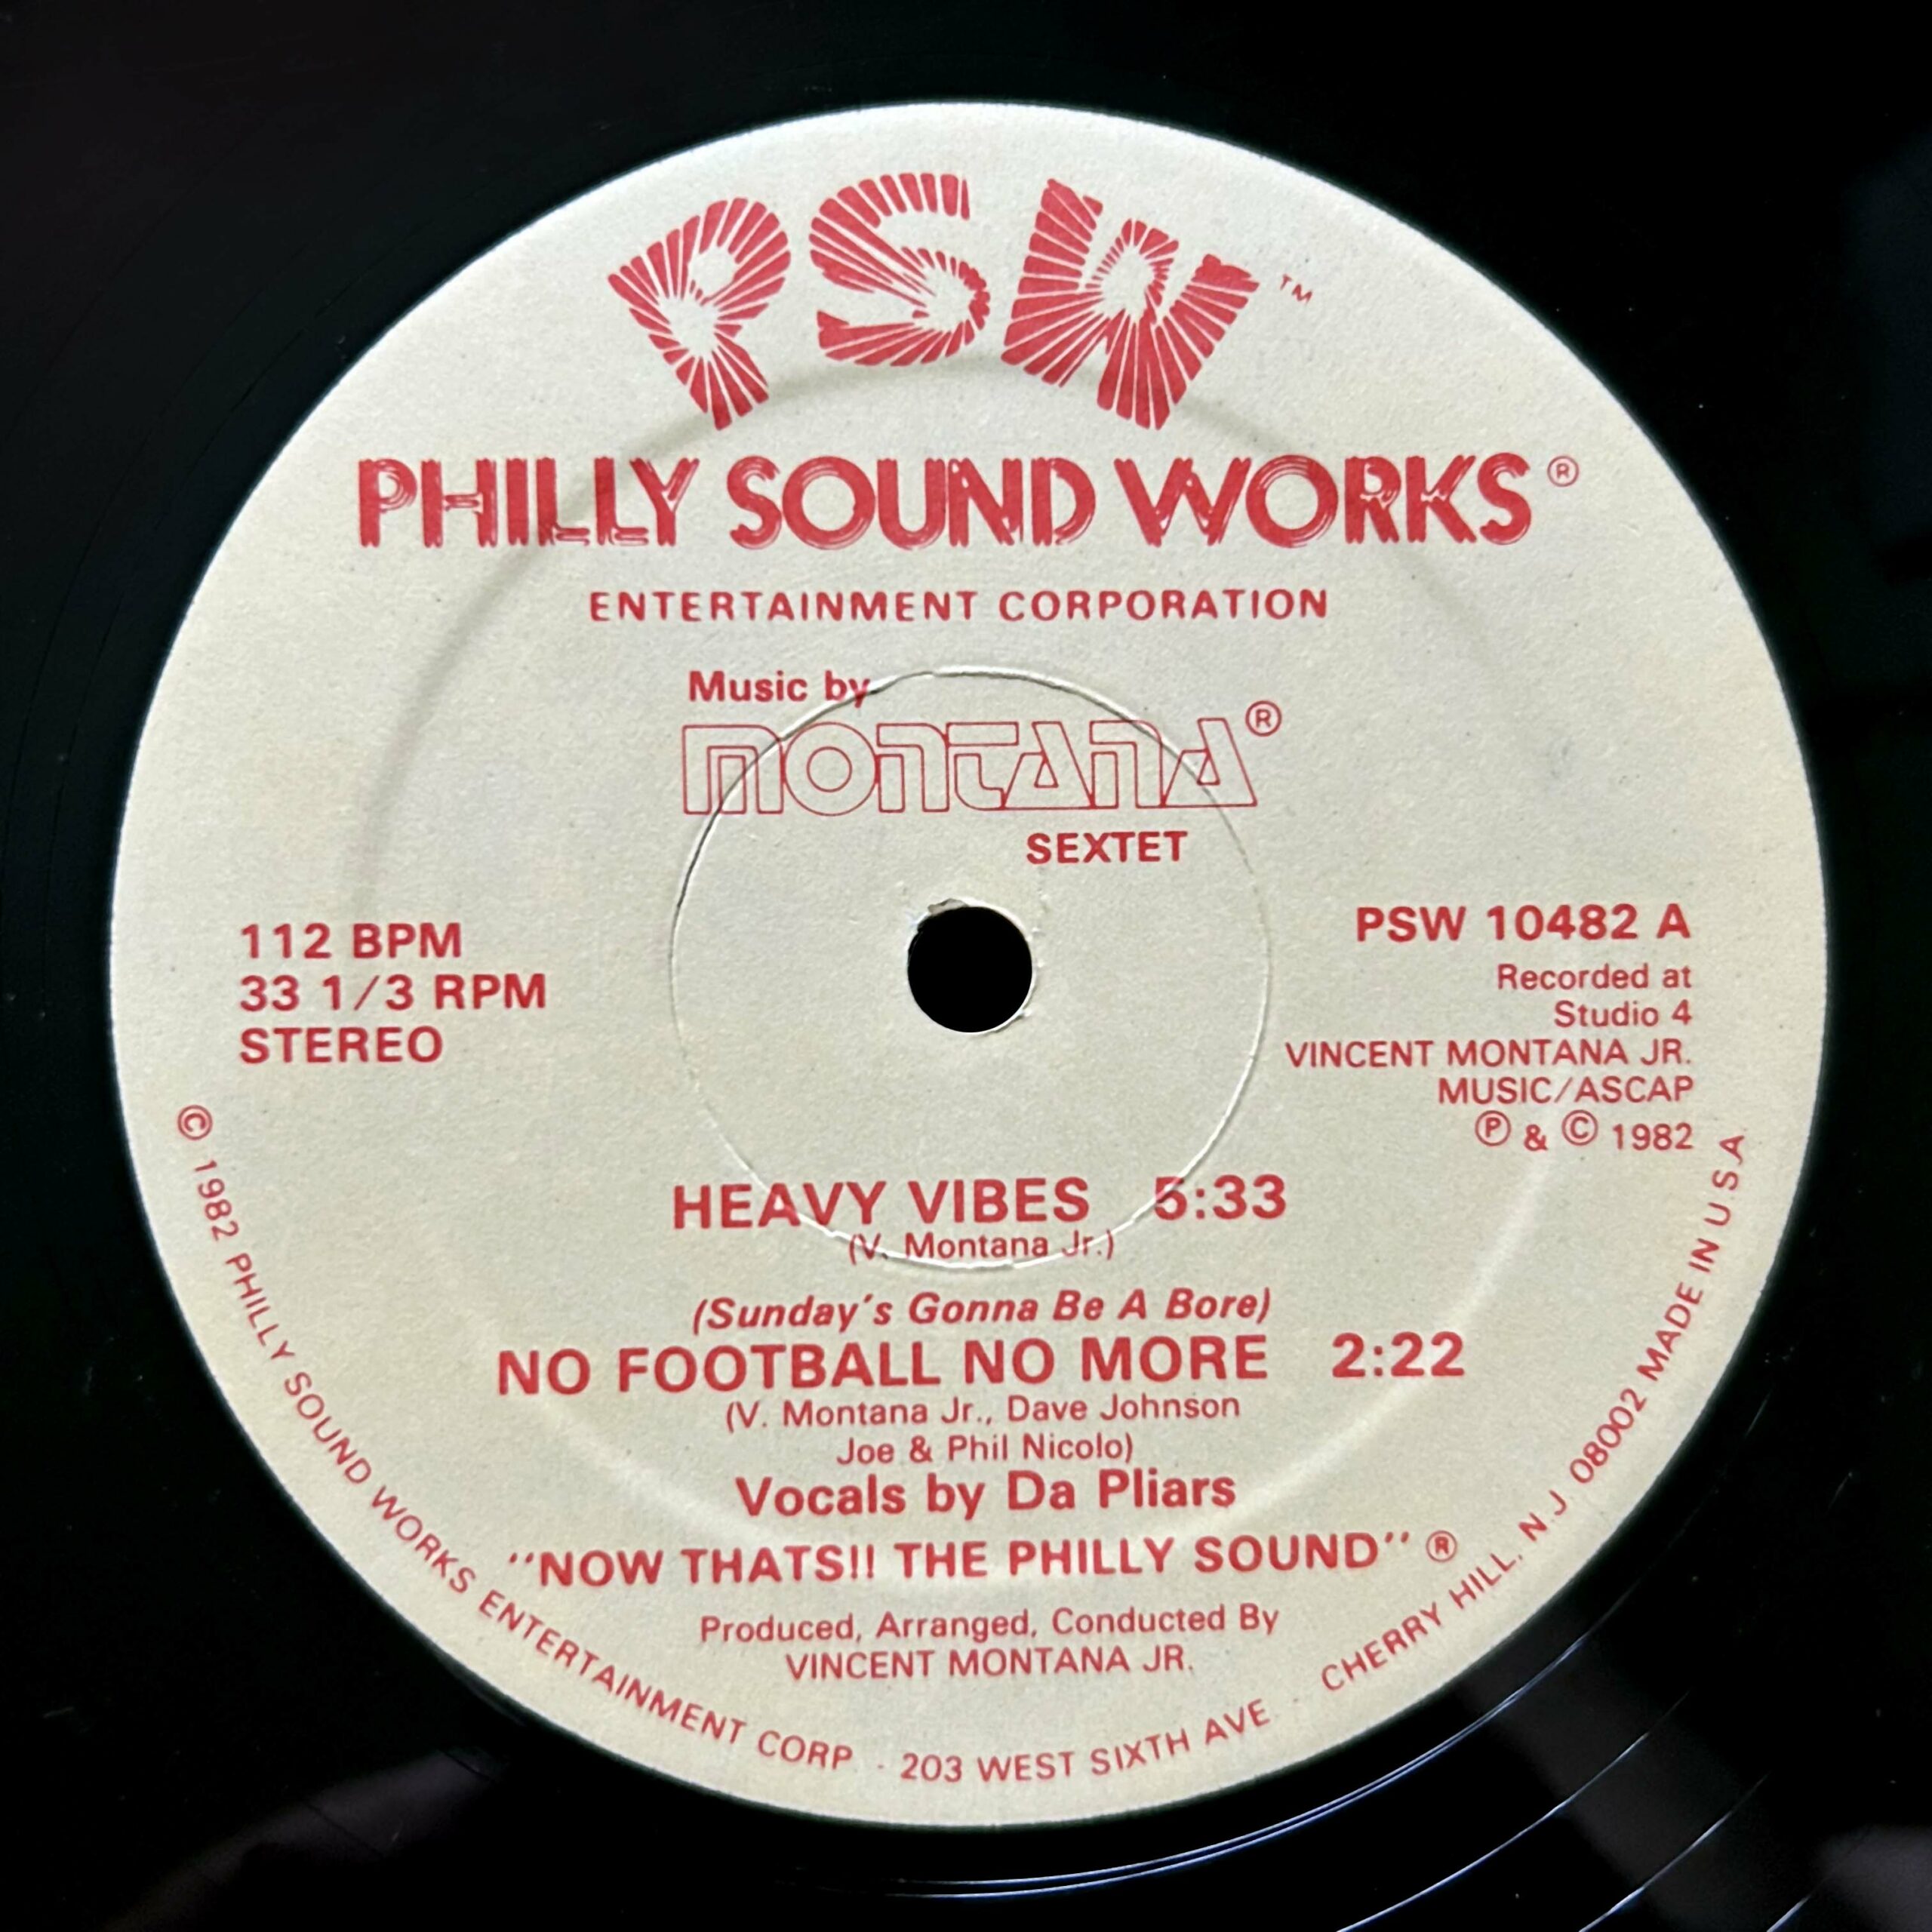 PSW™
PHILLY SOUND WORKS®
ENTERTAINMENT CORPORATION
Music by
MONTANA®
SEXTET
112 BPM
33 1/3 RPM
STEREO
PSW 10482 A
Recorded at
Studio 4
VINCENT MONTANA JR.
MUSIC/ASCAP
Ⓟ & © 1982
HEAVY VIBES 5:33
(V. Montana Jr.)
(Sunday's Gonna Be A Bore)
NO FOOTBALL NO MORE 2:22
(V. Montana Jr., Dave Johnson
Joe & Phil Nicolo)
Vocals by Da Pliars
"NOW THATS!! THE PHILLY SOUND" ®
Produced, Arranged, Conducted By
VINCENT MONTANA JR.
© 1982 PHILLY SOUND WORKS ENTERTAINMENT CORP. · 203 WEST SIXTH AVE. · CHERRY HILL, N.J. 08002 MADE IN U.S.A.